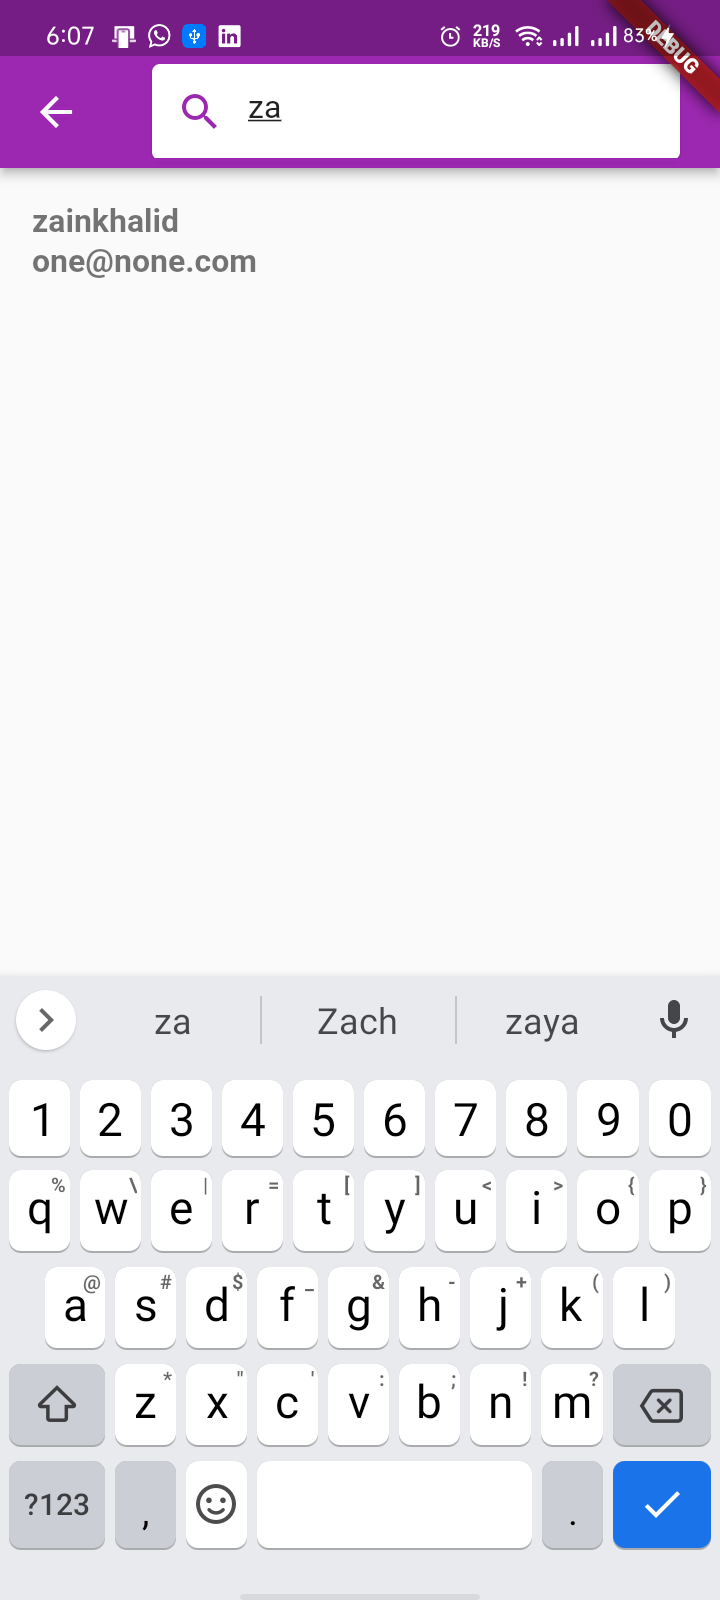 6:07 219 KB/S 83%
DEBUG
za
zainkhalid
one@none.com
za Zach zaya
1 2 3 4 5 6 7 8 9 0
% \ | = [ ] < > { }
q w e r t y u i o p
@ # $ _ & - + ( )
a s d f g h j k l
* " ' : ; ! ?
z x c v b n m
?123 , .